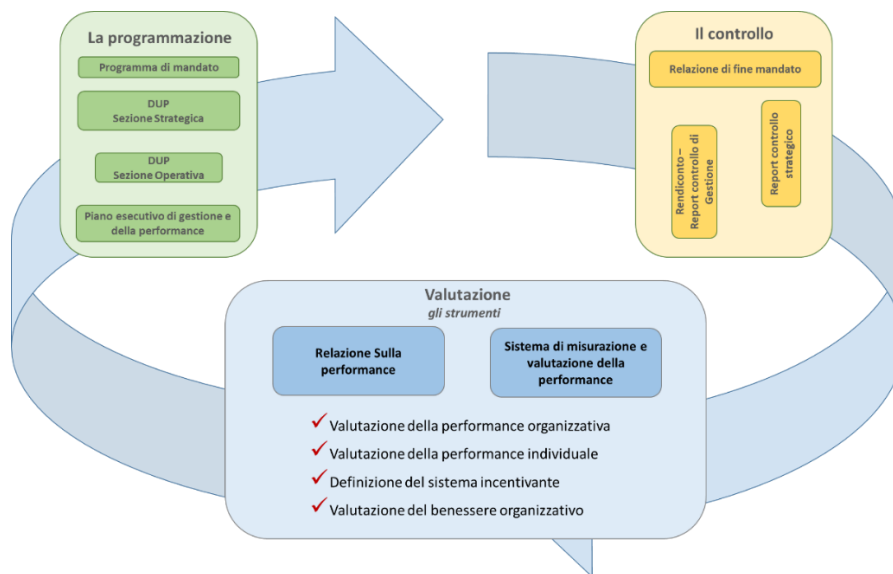 La programmazione
Programma di mandato
DUP
Sezione Strategica
DUP
Sezione Operativa
Piano esecutivo di gestione e
della performance
Il controllo
Relazione di fine mandato
Rendiconto –
Report controllo di
Gestione
Report controllo
strategico
Valutazione
gli strumenti
Relazione Sulla
performance
Sistema di misurazione e
valutazione della
performance
Valutazione della performance organizzativa
Valutazione della performance individuale
Definizione del sistema incentivante
Valutazione del benessere organizzativo